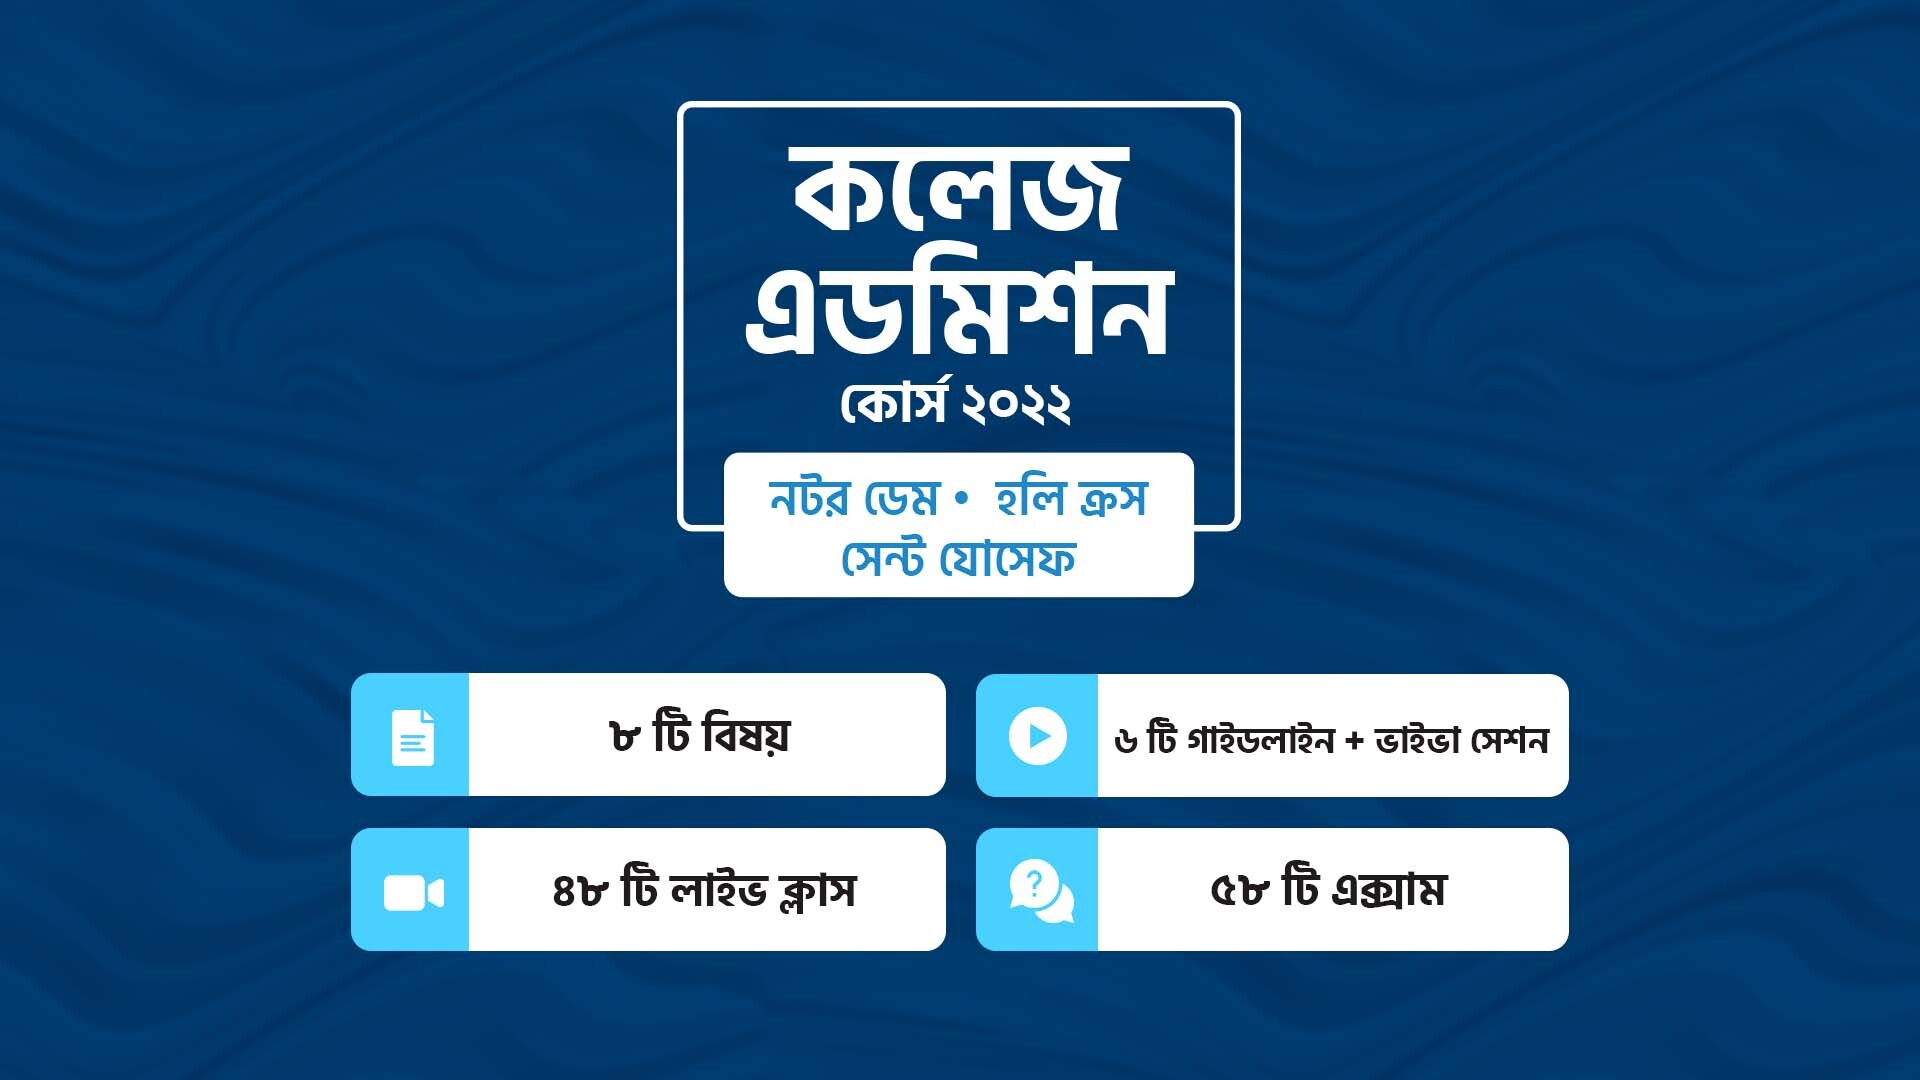 কলেজ
এডমিশন
কোর্স ২০২২
নটর ডেম • হলি ক্রস
সেন্ট যোসেফ
৮ টি বিষয়
৬ টি গাইডলাইন + ভাইভা সেশন
৪৮ টি লাইভ ক্লাস
?
৫৮ টি এক্সাম